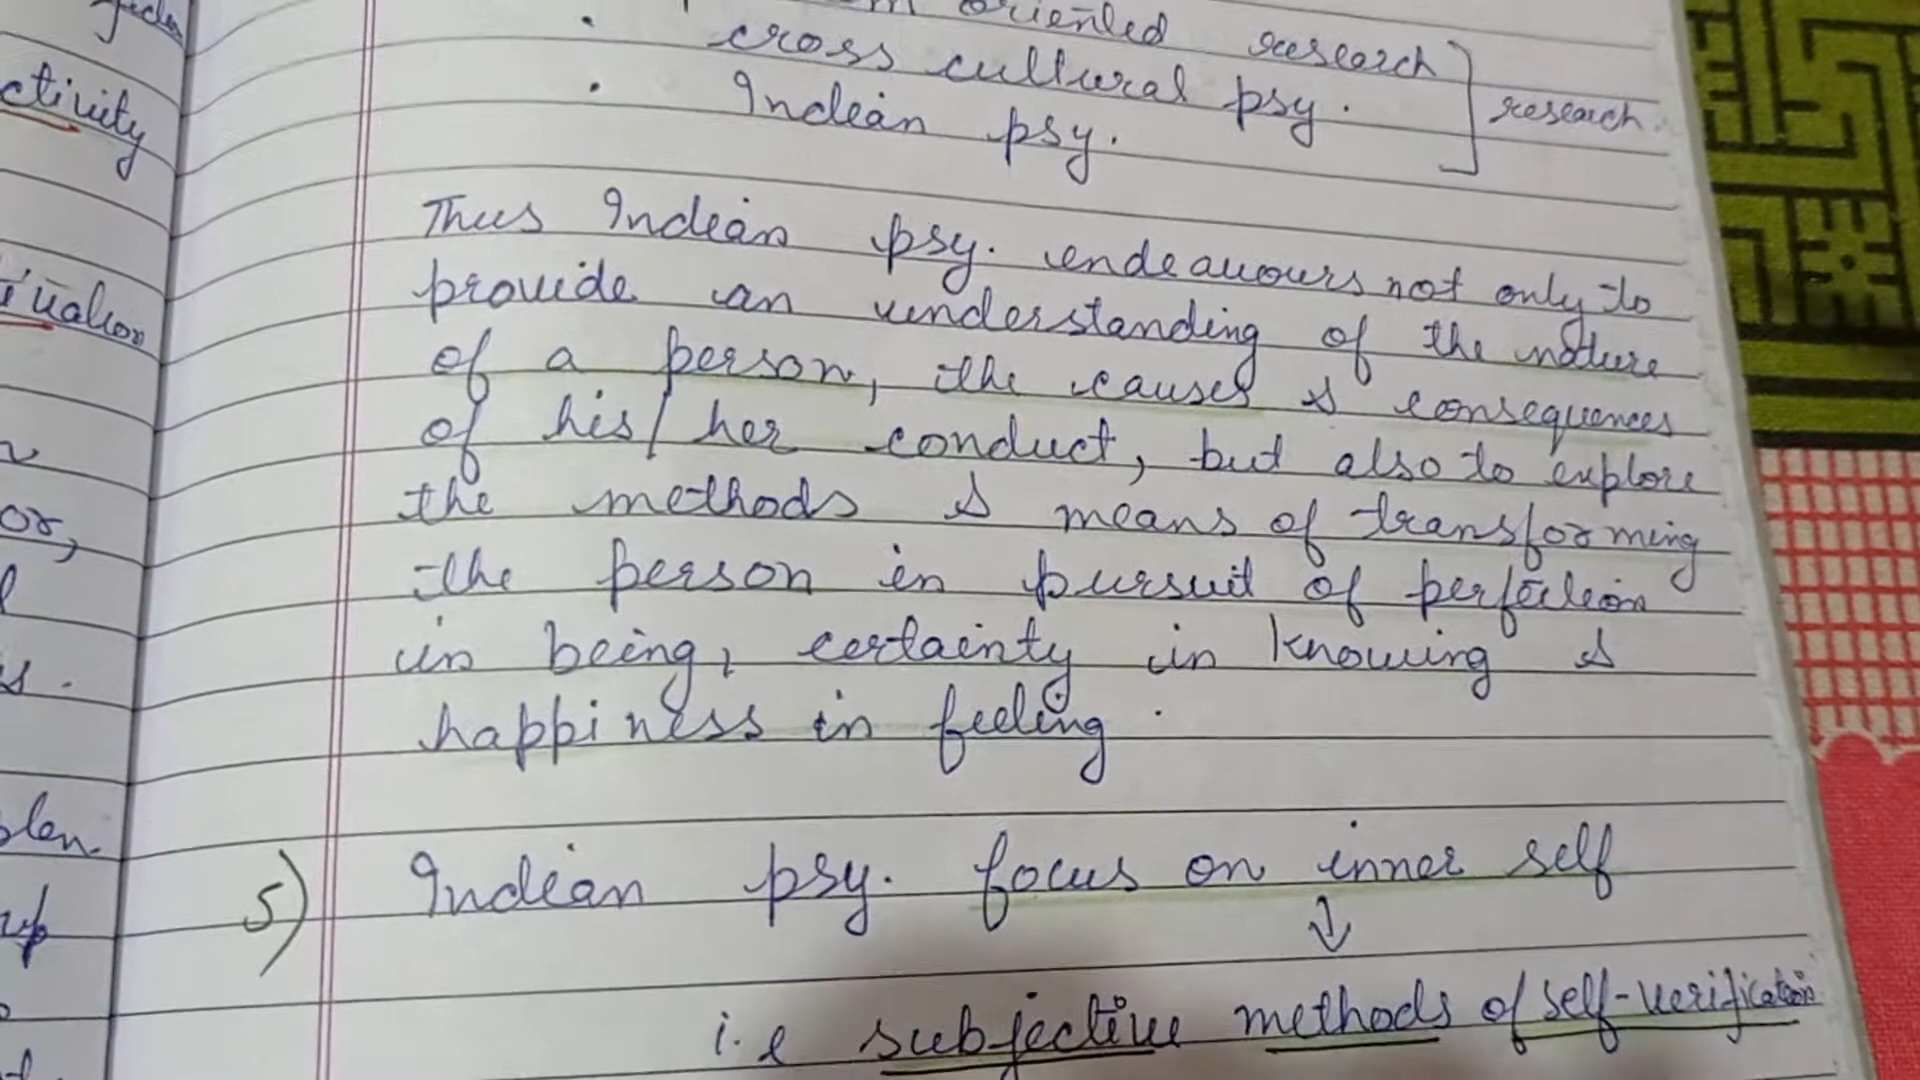 ctivity
or,
oriented research
cross cultural psy.
Indian psy.
research.
Thus Indian psy. endeavours not only to
provide an understanding of the nature
of a person, the causes & consequences
of his/her conduct, but also to explore
the methods & means of transforming
the person in pursuit of perfection
in being, certainty in knowing &
happiness in feeling.
5) Indian psy. focus on inner self
↓
i.e subjective methods of self-verification